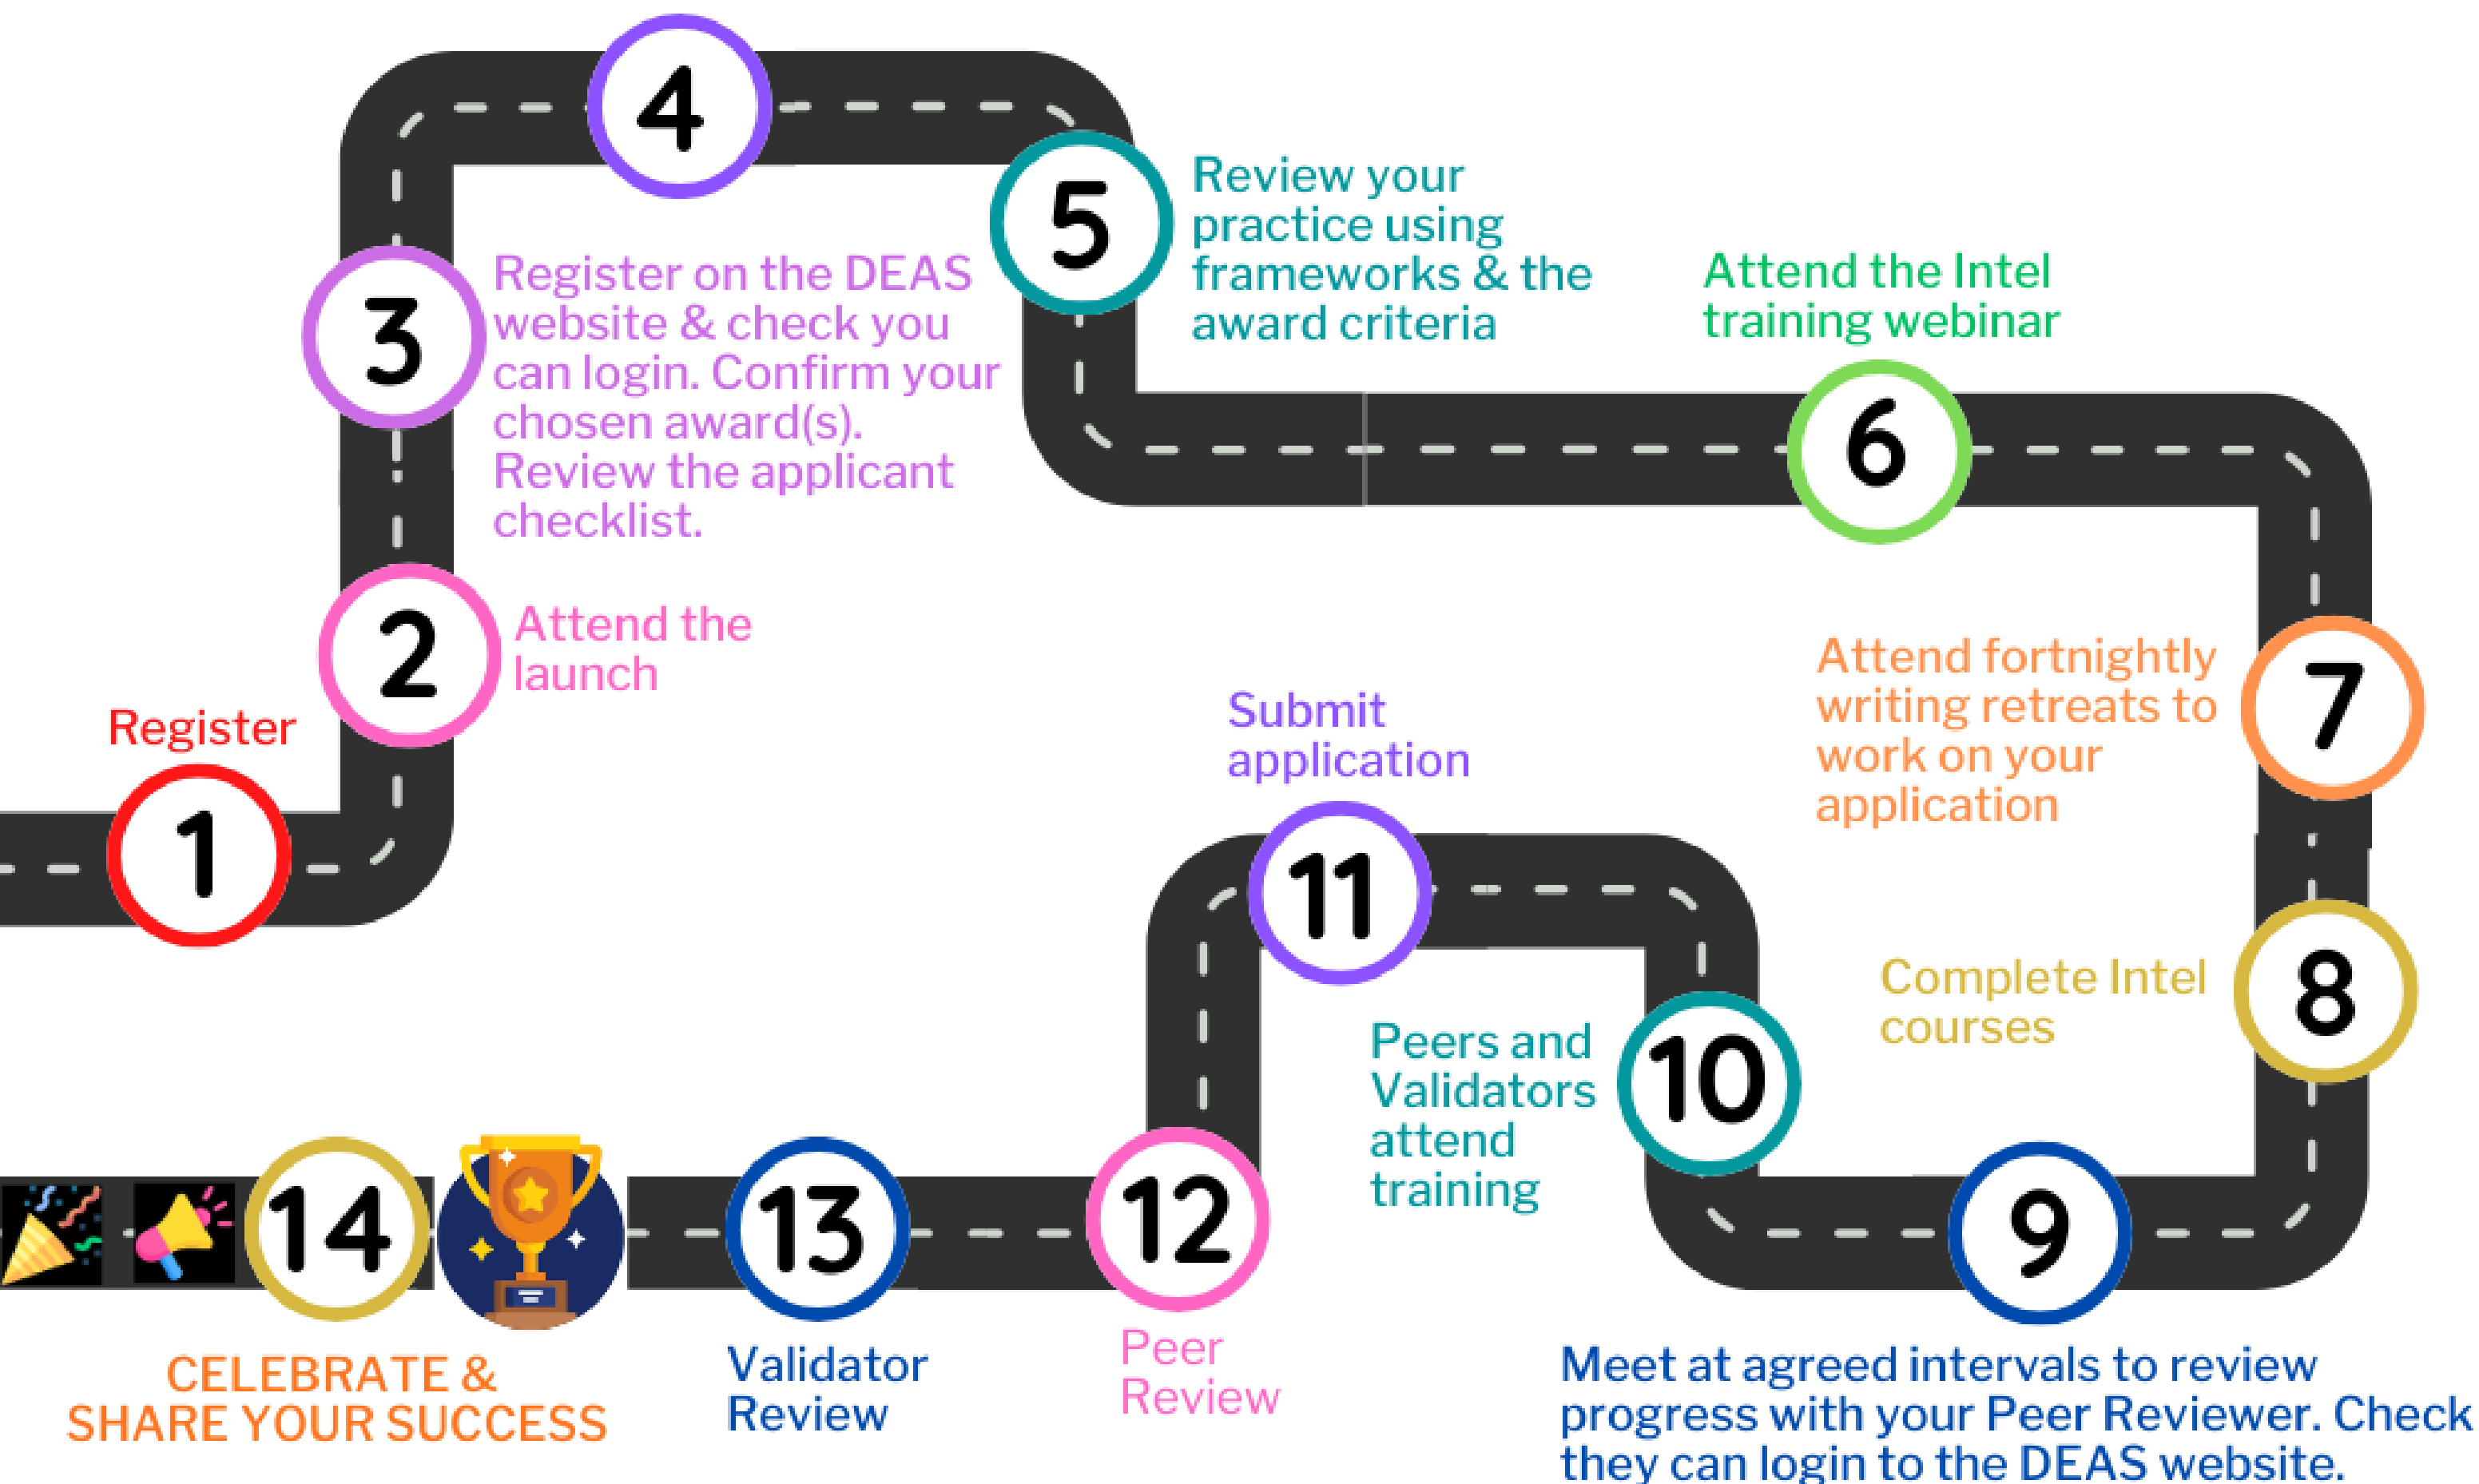 1
Register
2
Attend the
launch
3
Register on the DEAS
website & check you
can login. Confirm your
chosen award(s).
Review the applicant
checklist.
4
5
Review your
practice using
frameworks & the
award criteria
6
Attend the Intel
training webinar
7
Attend fortnightly
writing retreats to
work on your
application
8
Complete Intel
courses
9
Meet at agreed intervals to review
progress with your Peer Reviewer. Check
they can login to the DEAS website.
10
Peers and
Validators
attend
training
11
Submit
application
12
Peer
Review
13
Validator
Review
14
CELEBRATE &
SHARE YOUR SUCCESS